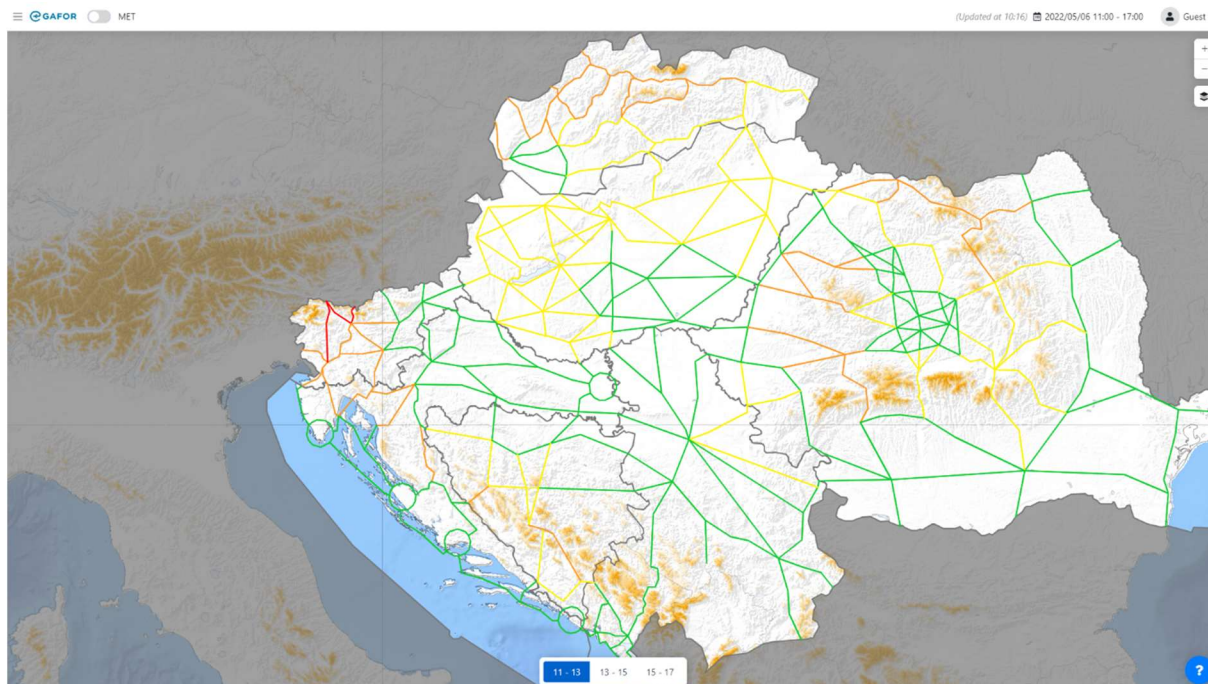 GAFOR MET (Updated at 10:16) 2022/05/06 11:00 - 17:00 Guest
+
−
11 - 13 13 - 15 15 - 17 ?